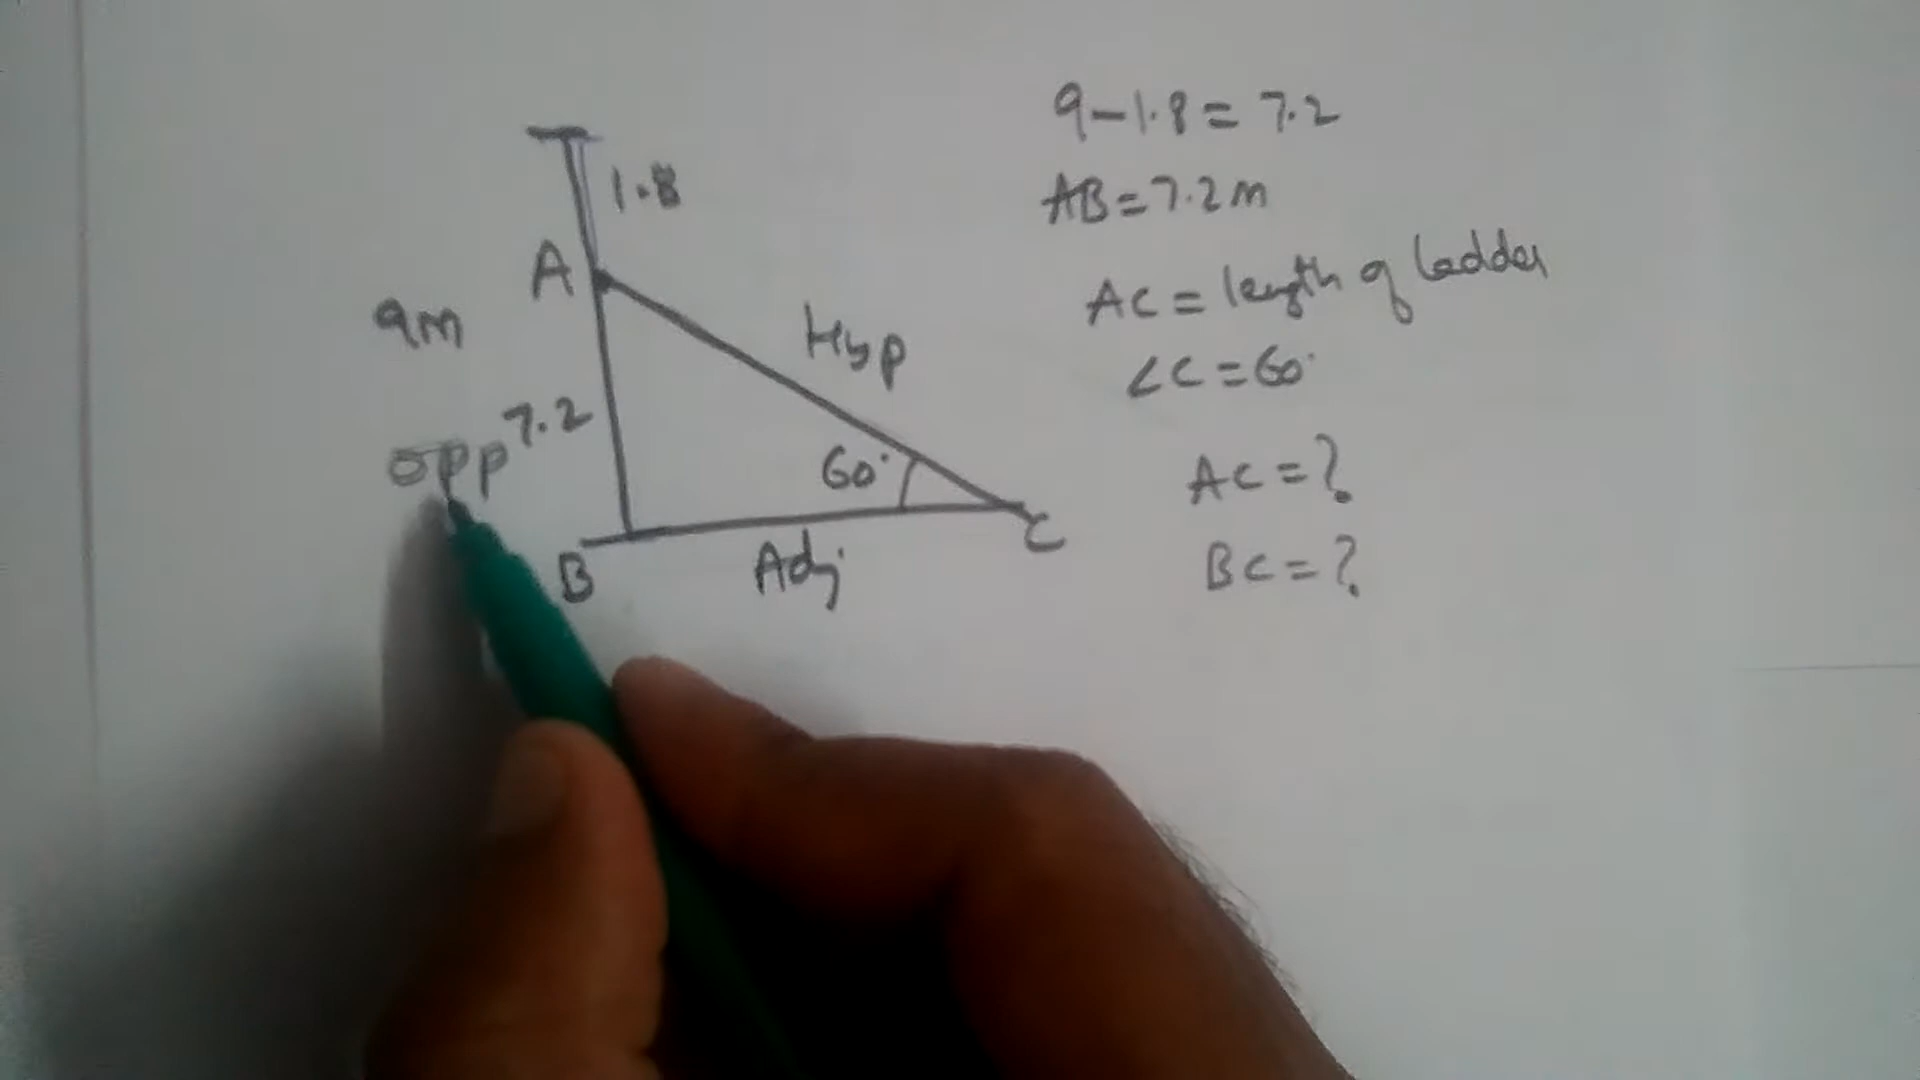 1.8
A
9m
Hyp
7.2
opp
60°
B
Adj
C
9-1.8=7.2
AB=7.2m
AC=length of ladder
∠C=60°
AC=?
BC=?